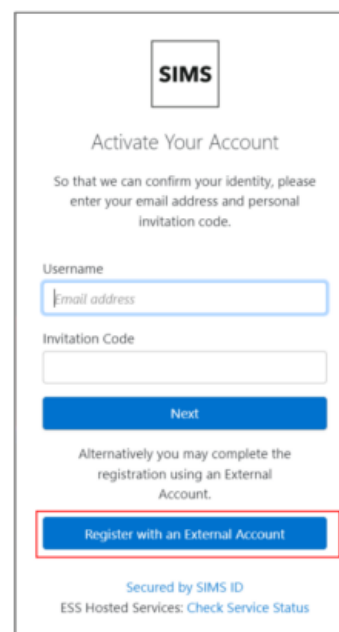 SIMS
Activate Your Account
So that we can confirm your identity, please
enter your email address and personal
invitation code.
Username
Email address
Invitation Code
Next
Alternatively you may complete the
registration using an External
Account.
Register with an External Account
Secured by SIMS ID
ESS Hosted Services: Check Service Status